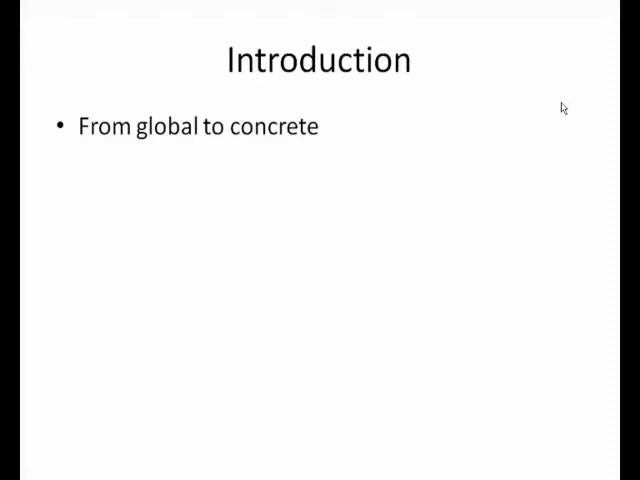 Introduction
• From global to concrete